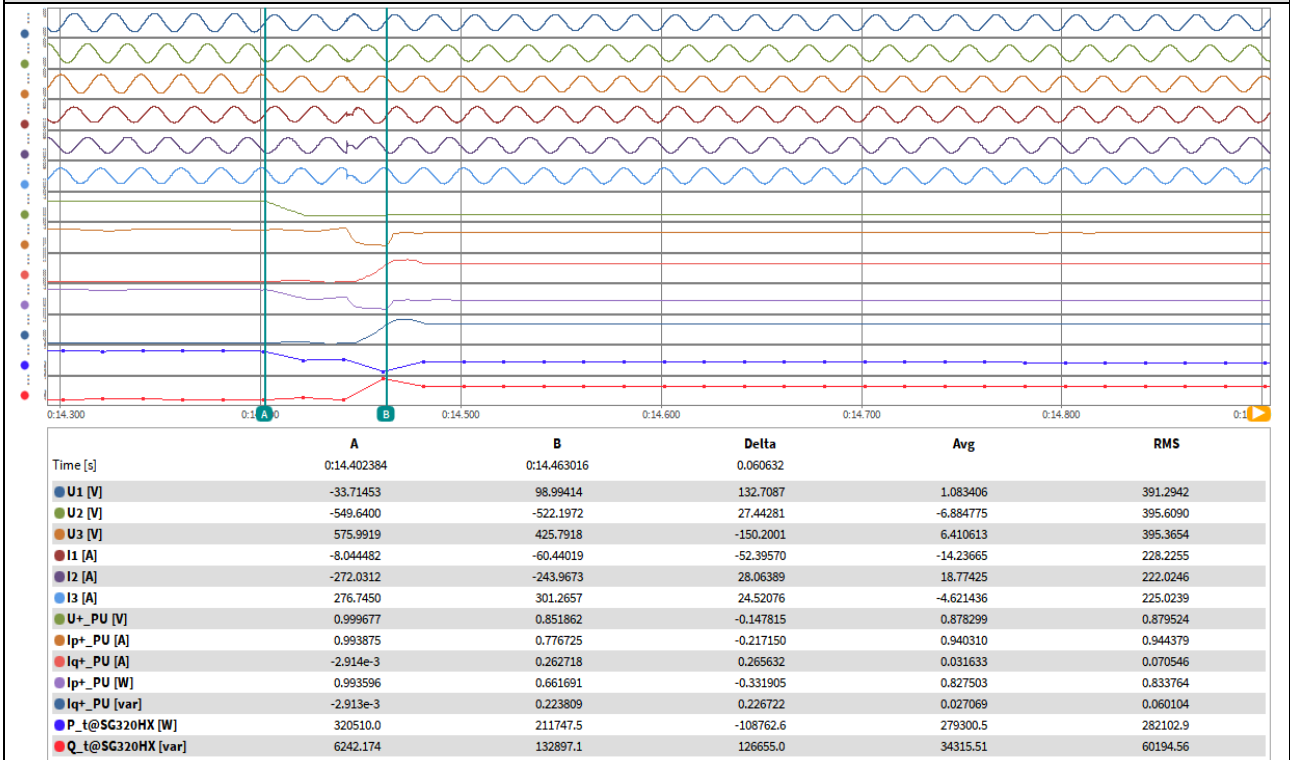 0:14.300 A 0:14.500 0:14.600 0:14.700 0:14.800
B
A B Delta Avg RMS
Time [s] 0:14.402384 0:14.463016 0.060632
U1 [V] -33.71453 98.99414 132.7087 1.083406 391.2942
U2 [V] -549.6400 -522.1972 27.44281 -6.884775 395.6090
U3 [V] 575.9919 425.7918 -150.2001 6.410613 395.3654
I1 [A] -8.044482 -60.44019 -52.39570 -14.23665 228.2255
I2 [A] -272.0312 -243.9673 28.06389 18.77425 222.0246
I3 [A] 276.7450 301.2657 24.52076 -4.621436 225.0239
U+_PU [V] 0.999677 0.851862 -0.147815 0.878299 0.879524
Ip+_PU [A] 0.993875 0.776725 -0.217150 0.940310 0.944379
Iq+_PU [A] -2.914e-3 0.262718 0.265632 0.031633 0.070546
Ip+_PU [W] 0.993596 0.661691 -0.331905 0.827503 0.833764
Iq+_PU [var] -2.913e-3 0.223809 0.226722 0.027069 0.060104
P_t@SG320HX [W] 320510.0 211747.5 -108762.6 279300.5 282102.9
Q_t@SG320HX [var] 6242.174 132897.1 126655.0 34315.51 60194.56